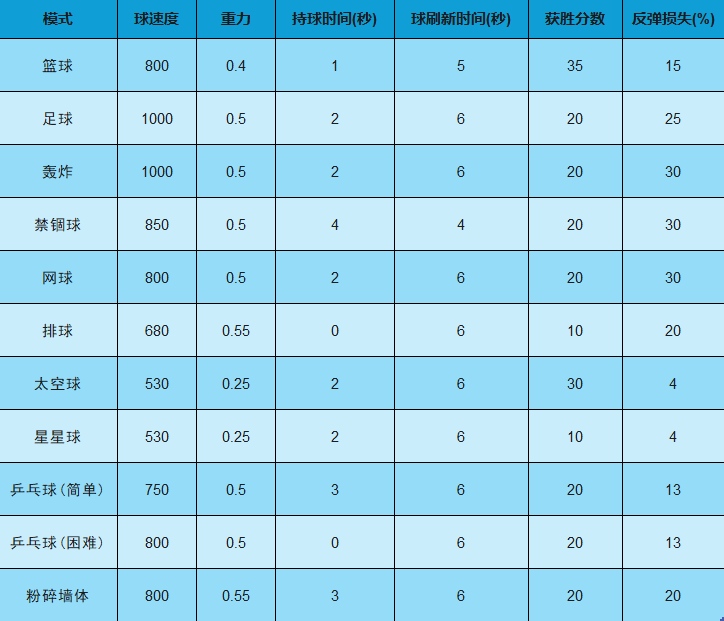 模式 球速度 重力 持球时间(秒) 球刷新时间(秒) 获胜分数 反弹损失(%)
篮球 800 0.4 1 5 35 15
足球 1000 0.5 2 6 20 25
轰炸 1000 0.5 2 6 20 30
禁锢球 850 0.5 4 4 20 30
网球 800 0.5 2 6 20 30
排球 680 0.55 0 6 10 20
太空球 530 0.25 2 6 30 4
星星球 530 0.25 2 6 10 4
乒乓球(简单) 750 0.5 3 6 20 13
乒乓球(困难) 800 0.5 0 6 20 13
粉碎墙体 800 0.55 3 6 20 20